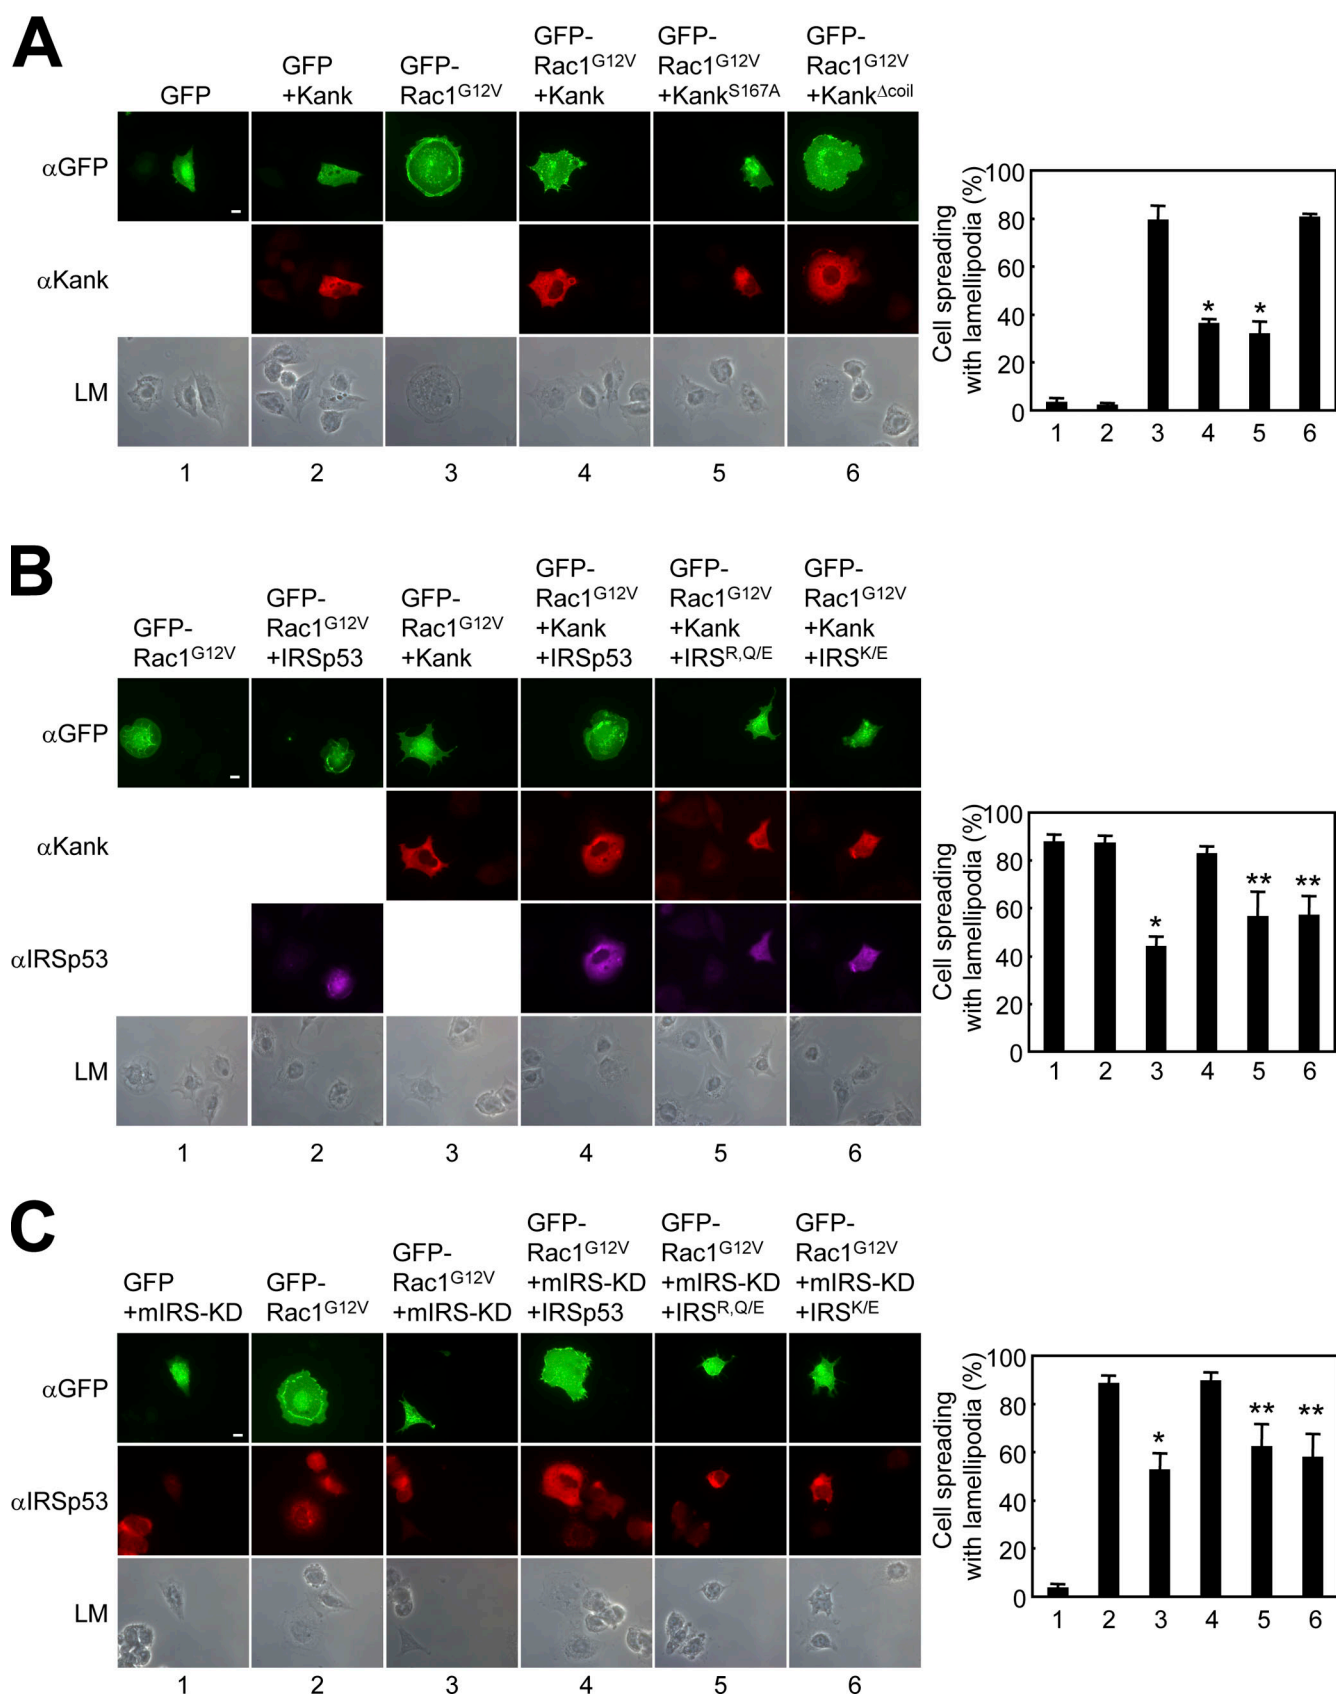 A
GFP
GFP
+Kank
GFP-
Rac1G12V
GFP-
Rac1G12V
+Kank
GFP-
Rac1G12V
+KankS167A
GFP-
Rac1G12V
+KankΔcoil
αGFP
αKank
LM
1 2 3 4 5 6
Cell spreading
with lamellipodia (%)
100
80
60
40
20
0
* *
1 2 3 4 5 6
B
GFP-
Rac1G12V
GFP-
Rac1G12V
+IRSp53
GFP-
Rac1G12V
+Kank
GFP-
Rac1G12V
+Kank
+IRSp53
GFP-
Rac1G12V
+Kank
+IRSR,Q/E
GFP-
Rac1G12V
+Kank
+IRSK/E
αGFP
αKank
αIRSp53
LM
1 2 3 4 5 6
Cell spreading
with lamellipodia (%)
100
80
60
40
20
0
* ** **
1 2 3 4 5 6
C
GFP
+mIRS-KD
GFP-
Rac1G12V
GFP-
Rac1G12V
+mIRS-KD
GFP-
Rac1G12V
+mIRS-KD
+IRSp53
GFP-
Rac1G12V
+mIRS-KD
+IRSR,Q/E
GFP-
Rac1G12V
+mIRS-KD
+IRSK/E
αGFP
αIRSp53
LM
1 2 3 4 5 6
Cell spreading
with lamellipodia (%)
100
80
60
40
20
0
* ** **
1 2 3 4 5 6